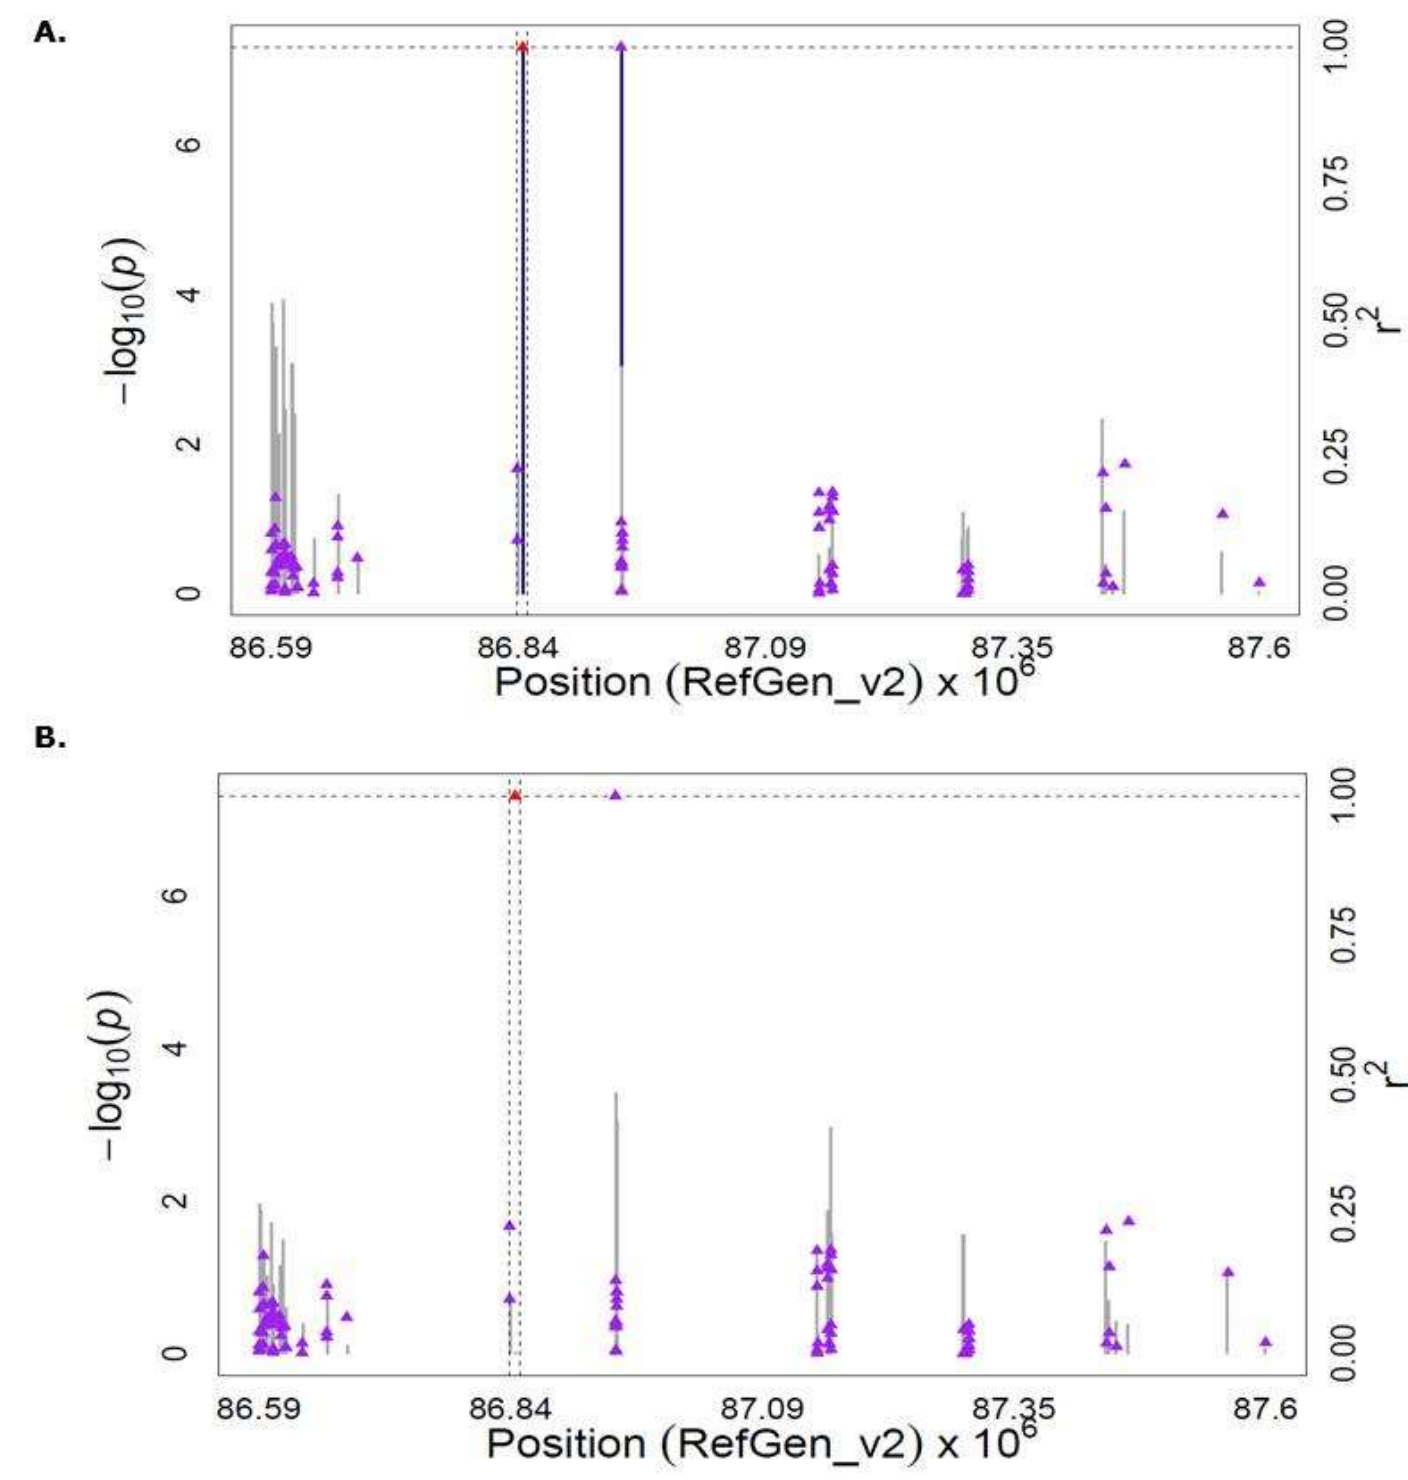 A.
−log10(p)
0 2 4 6
0.00 0.25 0.50 0.75 1.00
r2
86.59 86.84 87.09 87.35 87.6
Position (RefGen_v2) x 10^6
B.
−log10(p)
0 2 4 6
0.00 0.25 0.50 0.75 1.00
r2
86.59 86.84 87.09 87.35 87.6
Position (RefGen_v2) x 10^6